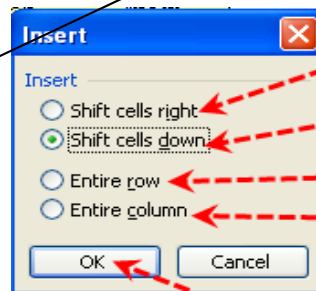 Insert
Insert
Shift cells right
Shift cells down
Entire row
Entire column
OK
Cancel